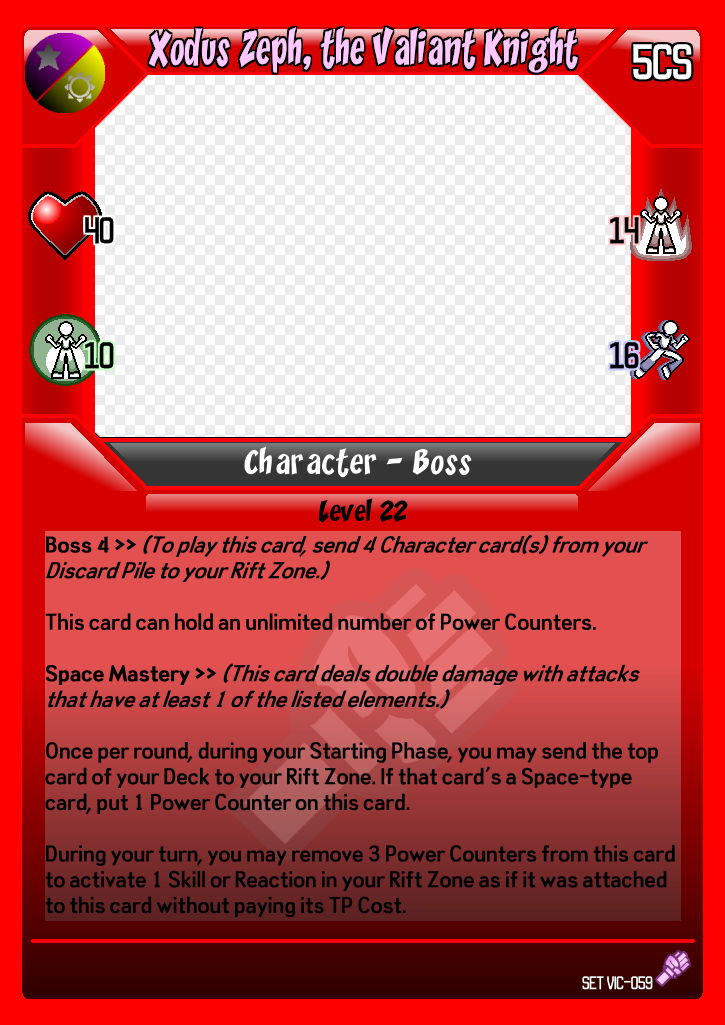 Xodus Zeph, the Valiant Knight
5CS
40
14
10
16
Character - Boss
Level 22
Boss 4 >> (To play this card, send 4 Character card(s) from your
Discard Pile to your Rift Zone.)
This card can hold an unlimited number of Power Counters.
Space Mastery >> (This card deals double damage with attacks
that have at least 1 of the listed elements.)
Once per round, during your Starting Phase, you may send the top
card of your Deck to your Rift Zone. If that card's a Space-type
card, put 1 Power Counter on this card.
During your turn, you may remove 3 Power Counters from this card
to activate 1 Skill or Reaction in your Rift Zone as if it was attached
to this card without paying its TP Cost.
SET VIC-059